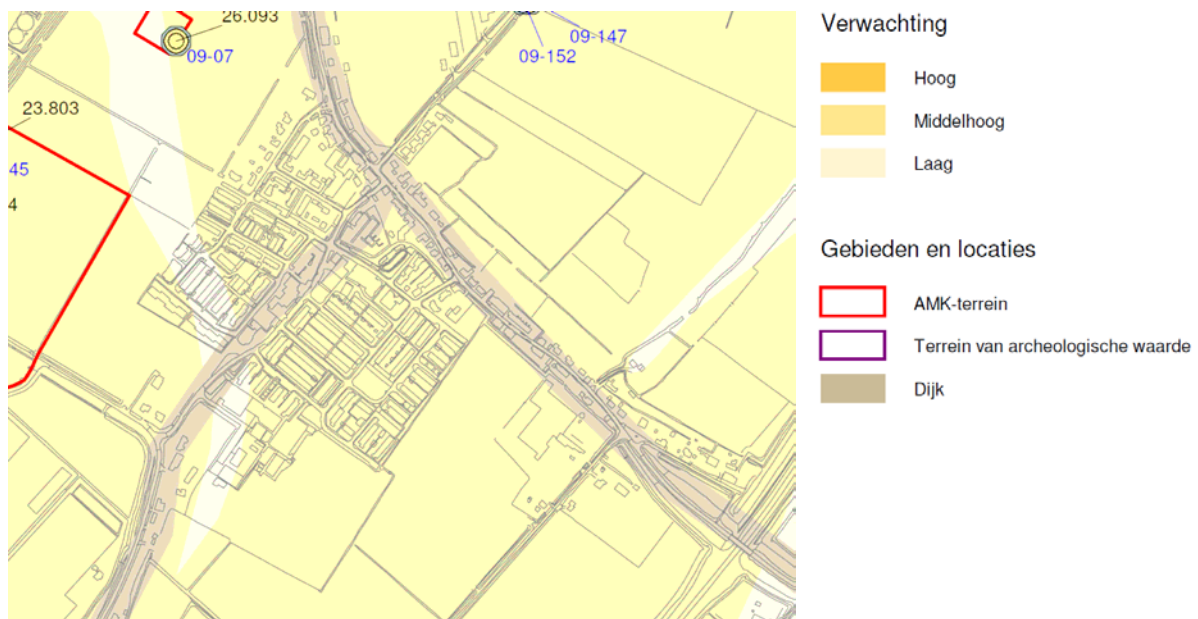 26.093
09-07
09-147
09-152
23.803
45
4
Verwachting
Hoog
Middelhoog
Laag
Gebieden en locaties
AMK-terrein
Terrein van archeologische waarde
Dijk